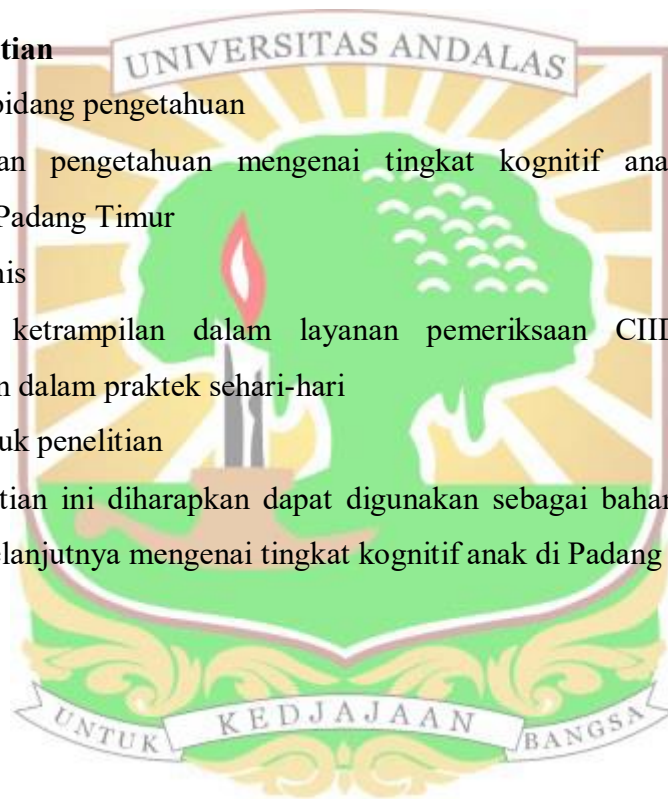 UNIVERSITAS ANDALAS
tian
bidang pengetahuan
an pengetahuan mengenai tingkat kognitif ana
Padang Timur
nis
ketrampilan dalam layanan pemeriksaan
dalam praktek sehari-hari
uk penelitian
tian ini diharapkan dapat digunakan sebagai bahan
elanjutnya mengenai tingkat kognitif anak di Padang
UNTUK KEDJAJAAN BANGSA